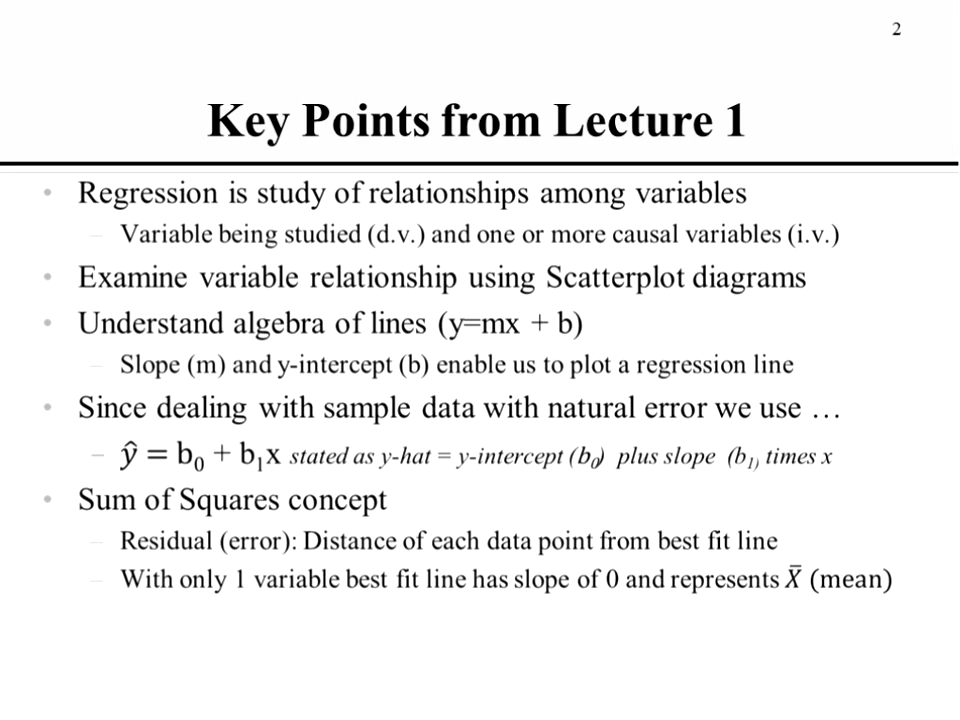 2
Key Points from Lecture 1
• Regression is study of relationships among variables
– Variable being studied (d.v.) and one or more causal variables (i.v.)
• Examine variable relationship using Scatterplot diagrams
• Understand algebra of lines (y=mx + b)
– Slope (m) and y-intercept (b) enable us to plot a regression line
• Since dealing with sample data with natural error we use …
– ŷ = b₀ + b₁x stated as y-hat = y-intercept (b₀) plus slope (b₁) times x
• Sum of Squares concept
– Residual (error): Distance of each data point from best fit line
– With only 1 variable best fit line has slope of 0 and represents X̄ (mean)